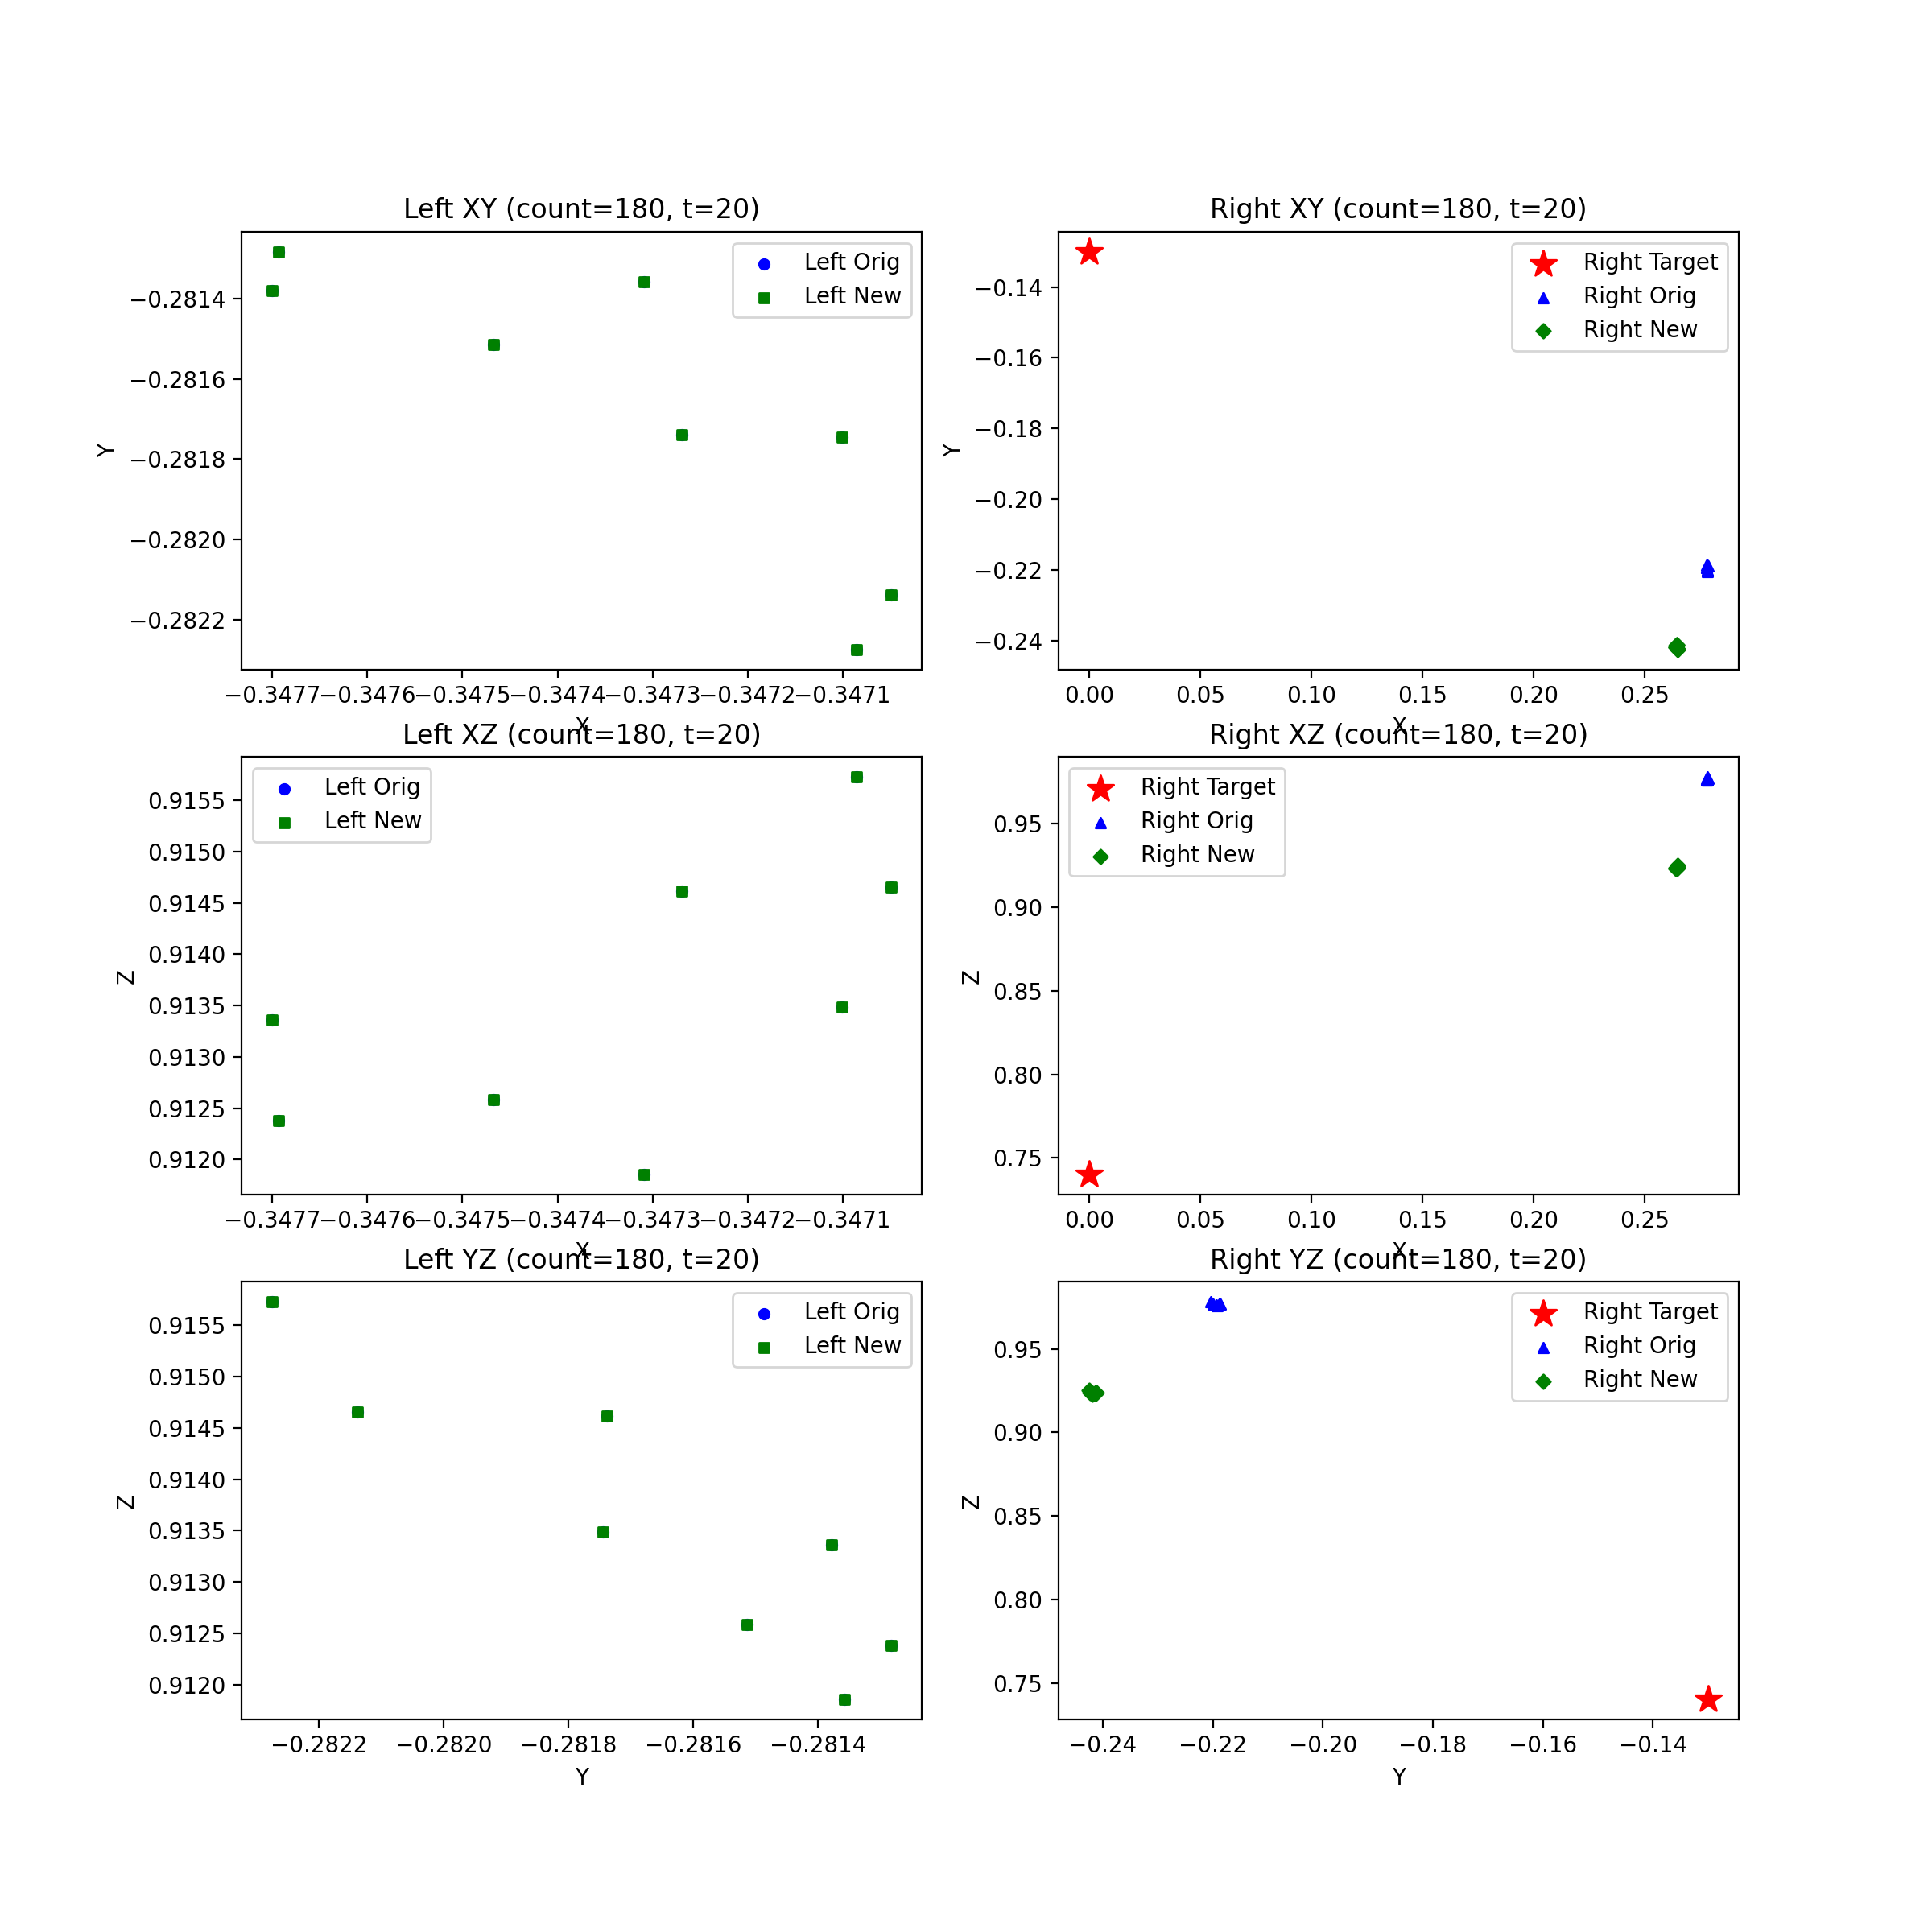 Left XY (count=180, t=20)
Left Orig
Left New
Y
−0.2814
−0.2816
−0.2818
−0.2820
−0.2822
−0.3477 −0.3476 −0.3475 −0.3474 −0.3473 −0.3472 −0.3471
X
Right XY (count=180, t=20)
Right Target
Right Orig
Right New
Y
−0.14
−0.16
−0.18
−0.20
−0.22
−0.24
0.00 0.05 0.10 0.15 0.20 0.25
X
Left XZ (count=180, t=20)
Left Orig
Left New
Z
0.9155
0.9150
0.9145
0.9140
0.9135
0.9130
0.9125
0.9120
−0.3477 −0.3476 −0.3475 −0.3474 −0.3473 −0.3472 −0.3471
X
Right XZ (count=180, t=20)
Right Target
Right Orig
Right New
Z
0.95
0.90
0.85
0.80
0.75
0.00 0.05 0.10 0.15 0.20 0.25
X
Left YZ (count=180, t=20)
Left Orig
Left New
Z
0.9155
0.9150
0.9145
0.9140
0.9135
0.9130
0.9125
0.9120
−0.2822 −0.2820 −0.2818 −0.2816 −0.2814
Y
Right YZ (count=180, t=20)
Right Target
Right Orig
Right New
Z
0.95
0.90
0.85
0.80
0.75
−0.24 −0.22 −0.20 −0.18 −0.16 −0.14
Y